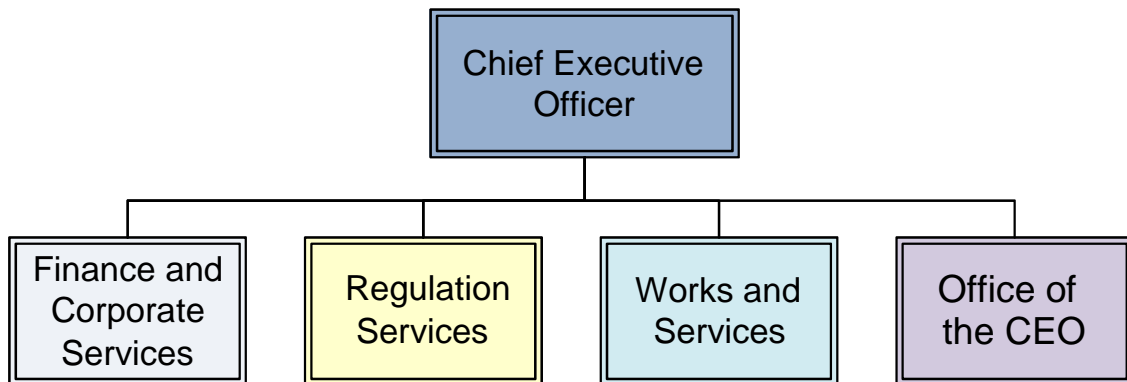 Chief Executive
Officer
Finance and
Corporate
Services
Regulation
Services
Works and
Services
Office of
the CEO